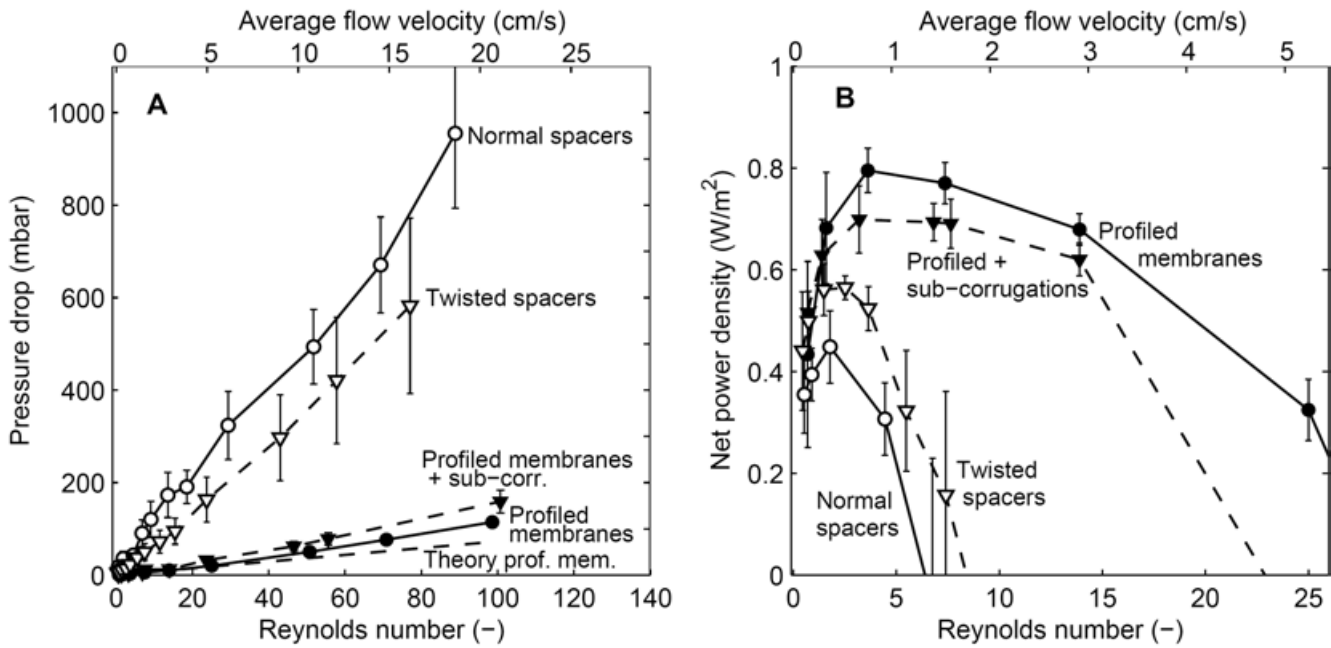 Average flow velocity (cm/s)
0 5 10 15 20 25
A
1000
800
600
400
200
0
Pressure drop (mbar)
Normal spacers
Twisted spacers
Profiled membranes
+ sub−corr.
Profiled
membranes
Theory prof. mem.
0 20 40 60 80 100 120 140
Reynolds number (−)
Average flow velocity (cm/s)
0 1 2 3 4 5
B
1
0.8
0.6
0.4
0.2
0
Net power density (W/m²)
Profiled
membranes
Profiled +
sub−corrugations
Twisted
spacers
Normal
spacers
0 5 10 15 20 25
Reynolds number (−)